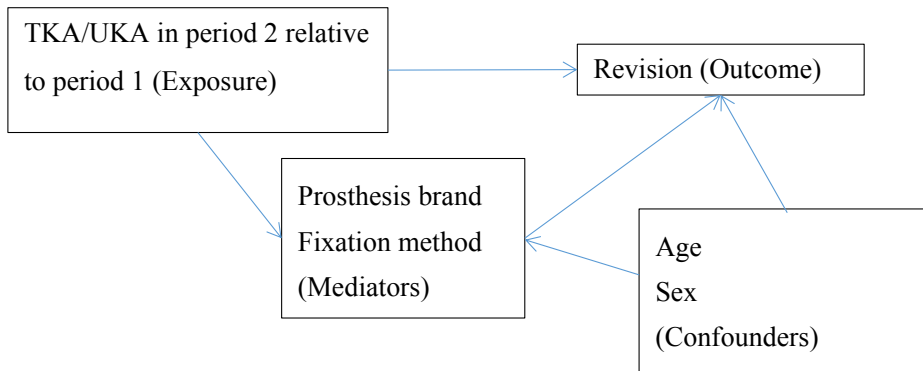 TKA/UKA in period 2 relative
to period 1 (Exposure)
Revision (Outcome)
Prosthesis brand
Fixation method
(Mediators)
Age
Sex
(Confounders)